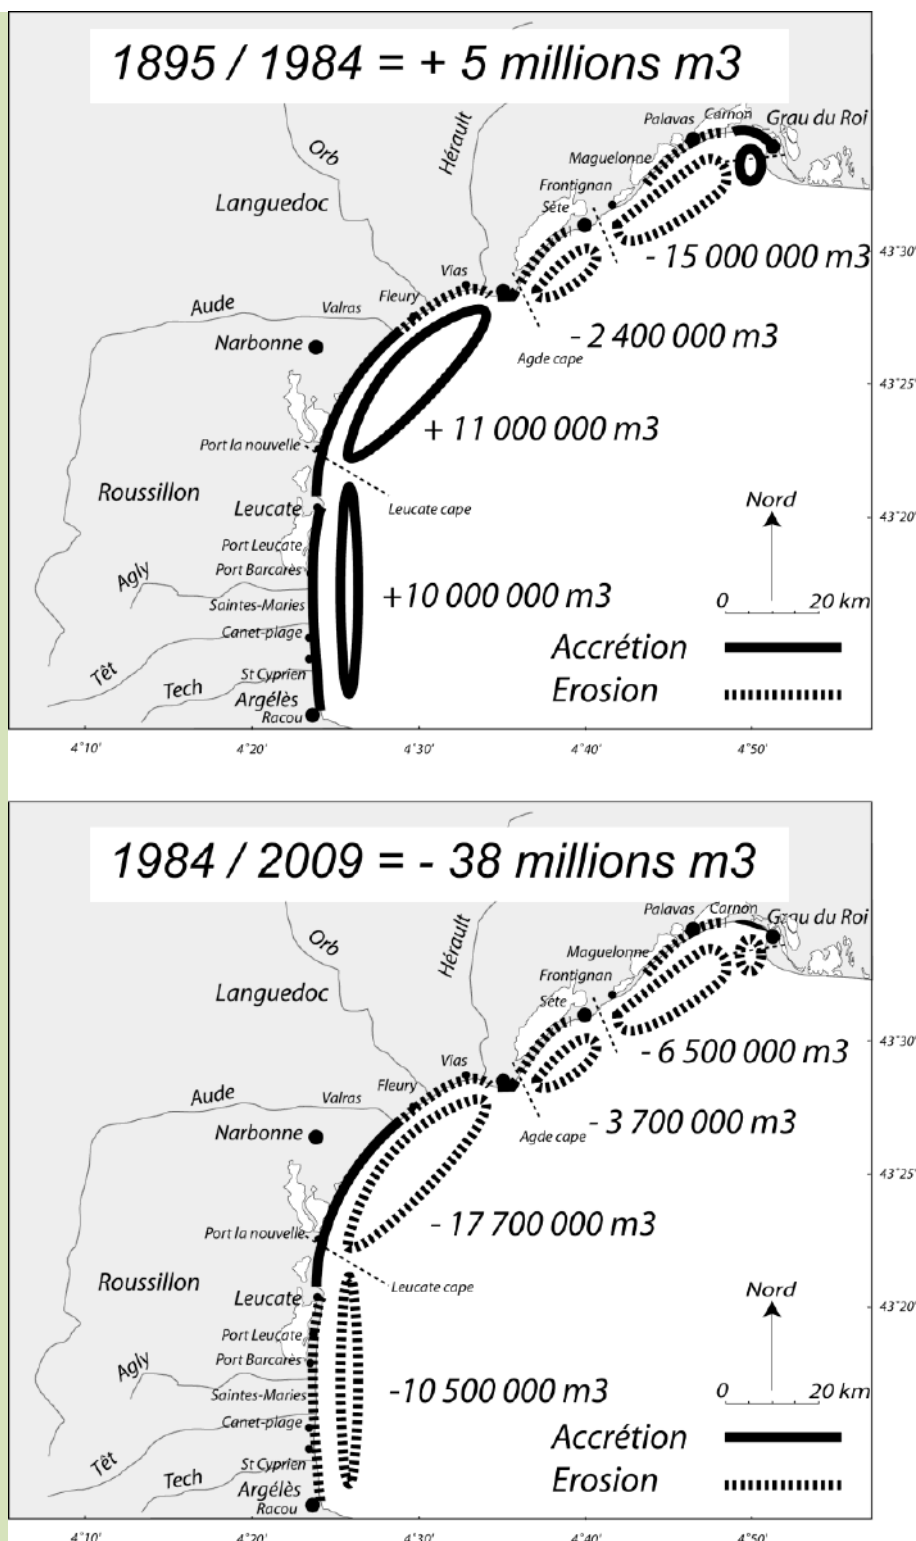 1895 / 1984 = + 5 millions m3
Palavas
Carnon
Grau du Roi
Orb
Hérault
Maguelonne
Frontignan
Languedoc
Sète
- 15 000 000 m3
43°30'
Vias
Fleury
Aude
Valras
Narbonne
- 2 400 000 m3
Agde cape
43°25'
+ 11 000 000 m3
Port la nouvelle
Roussillon
Leucate
Leucate cape
Nord
43°20'
Port Leucate
Agly
Port Barcarès
Saintes-Maries
+10 000 000 m3
0 20 km
Canet-plage
Accrétion
Têt
St Cyprien
Tech
Argélès
Erosion
Racou
4°10' 4°20' 4°30' 4°40' 4°50'
1984 / 2009 = - 38 millions m3
Palavas
Carnon
Grau du Roi
Orb
Hérault
Maguelonne
Frontignan
Languedoc
Séte
43°30'
- 6 500 000 m3
Vias
Fleury
Aude
Valras
Narbonne
Agde cape
- 3 700 000 m3
43°25'
- 17 700 000 m3
Port la nouvelle
Roussillon
Leucate
Leucate cape
Nord
43°20'
Port Leucate
Agly
Port Barcarès
Saintes-Maries
-10 500 000 m3
0 20 km
Canet-plage
Accrétion
Têt
St Cyprien
Tech
Argélès
Erosion
Racou
4°10' 4°20' 4°30' 4°40' 4°50'